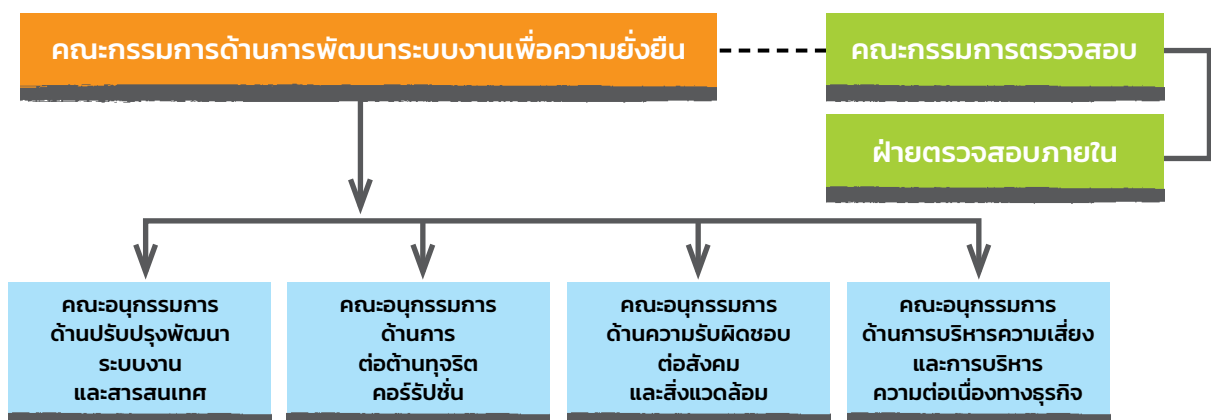 คณะกรรมการด้านการพัฒนาระบบงานเพื่อความยั่งยืน
คณะกรรมการตรวจสอบ
ฝ่ายตรวจสอบภายใน
คณะอนุกรรมการ
ด้านปรับปรุงพัฒนา
ระบบงาน
และสารสนเทศ
คณะอนุกรรมการ
ด้านการ
ต่อต้านทุจริต
คอร์รัปชั่น
คณะอนุกรรมการ
ด้านความรับผิดชอบ
ต่อสังคม
และสิ่งแวดล้อม
คณะอนุกรรมการ
ด้านการบริหารความเสี่ยง
และการบริหาร
ความต่อเนื่องทางธุรกิจ